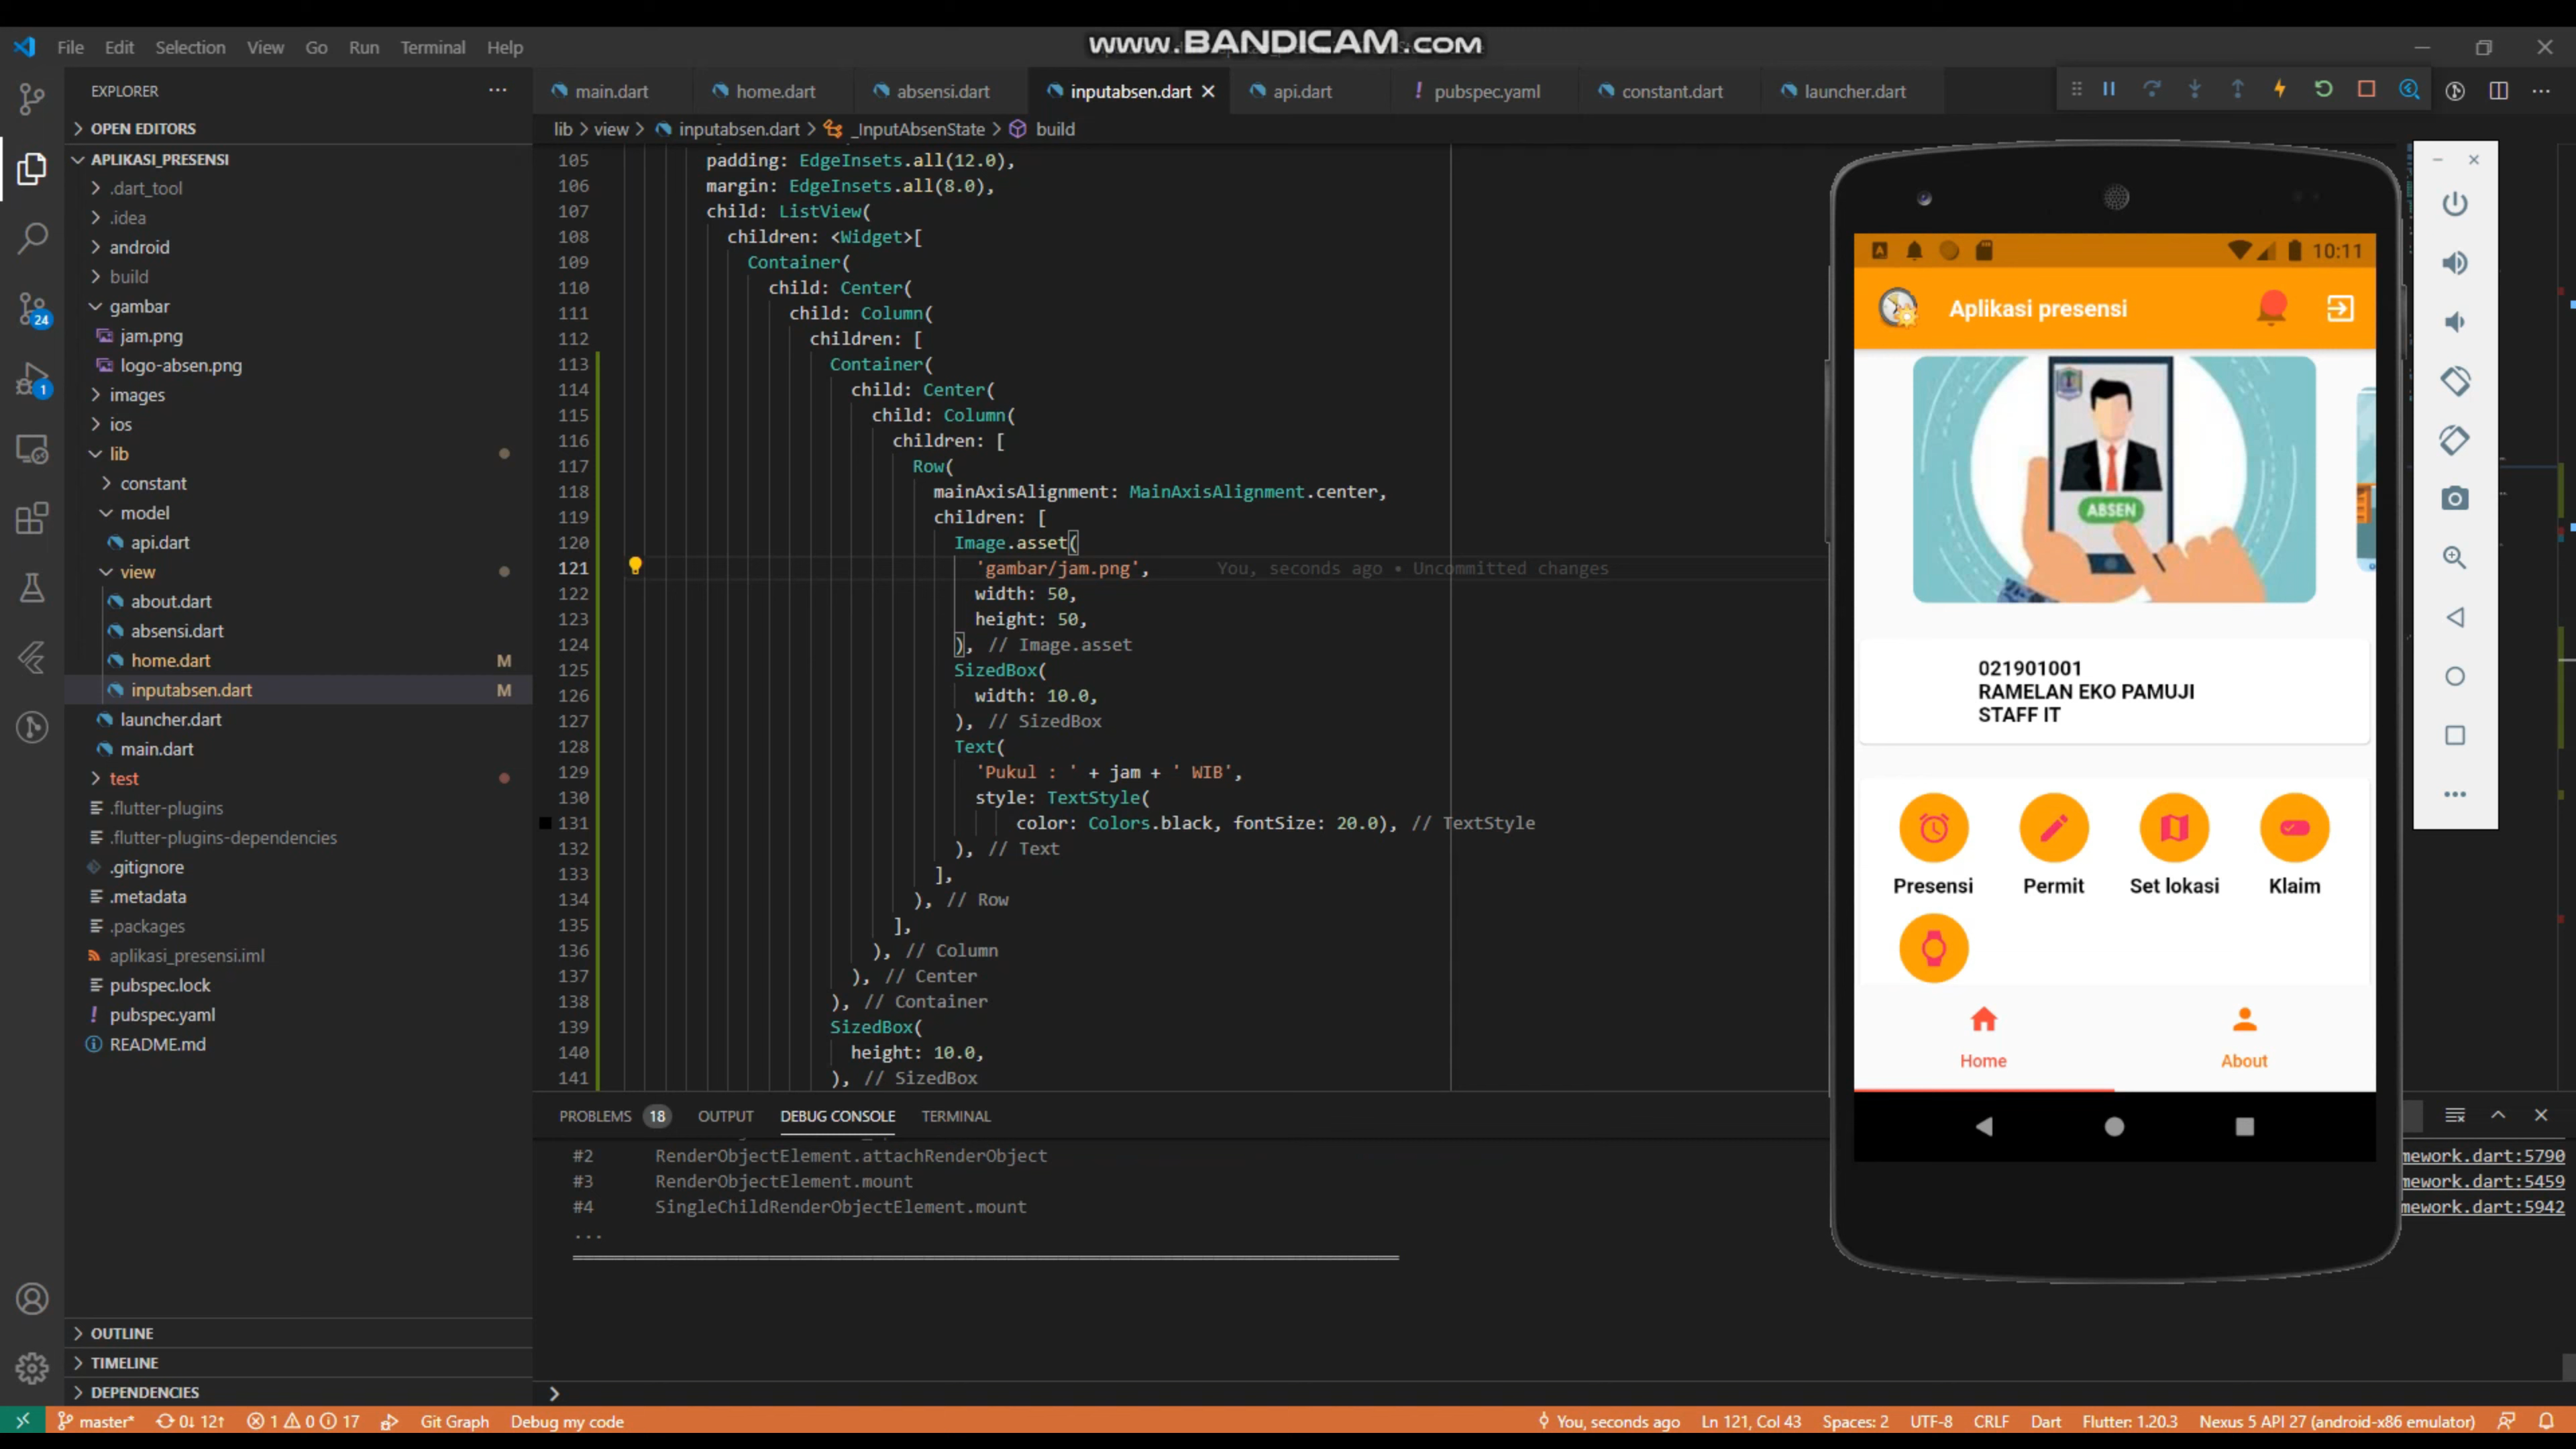 www.BANDICAM.com
File Edit Selection View Go Run Terminal Help
EXPLORER
OPEN EDITORS
APLIKASI_PRESENSI
.dart_tool
.idea
android
build
gambar
jam.png
logo-absen.png
images
ios
lib
constant
model
api.dart
view
about.dart
absensi.dart
home.dart M
inputabsen.dart M
launcher.dart
main.dart
test
.flutter-plugins
.flutter-plugins-dependencies
.gitignore
.metadata
.packages
aplikasi_presensi.iml
pubspec.lock
pubspec.yaml
README.md
OUTLINE
TIMELINE
DEPENDENCIES
24
1
main.dart home.dart absensi.dart inputabsen.dart api.dart pubspec.yaml constant.dart launcher.dart
lib > view > inputabsen.dart > _InputAbsenState > build
105 padding: EdgeInsets.all(12.0),
106 margin: EdgeInsets.all(8.0),
107 child: ListView(
108 children: <Widget>[
109 Container(
110 child: Center(
111 child: Column(
112 children: [
113 Container(
114 child: Center(
115 child: Column(
116 children: [
117 Row(
118 mainAxisAlignment: MainAxisAlignment.center,
119 children: [
120 Image.asset(
121 'gambar/jam.png', You, seconds ago • Uncommitted changes
122 width: 50,
123 height: 50,
124 ), // Image.asset
125 SizedBox(
126 width: 10.0,
127 ), // SizedBox
128 Text(
129 'Pukul : ' + jam + ' WIB',
130 style: TextStyle(
131 color: Colors.black, fontSize: 20.0), // TextStyle
132 ), // Text
133 ],
134 ), // Row
135 ],
136 ), // Column
137 ), // Center
138 ), // Container
139 SizedBox(
140 height: 10.0,
141 ), // SizedBox
PROBLEMS 18 OUTPUT DEBUG CONSOLE TERMINAL
#2 RenderObjectElement.attachRenderObject
#3 RenderObjectElement.mount
#4 SingleChildRenderObjectElement.mount
...
mework.dart:5790
mework.dart:5459
mework.dart:5942
10:11
Aplikasi presensi
ABSEN
021901001
RAMELAN EKO PAMUJI
STAFF IT
Presensi Permit Set lokasi Klaim
Home About
master* 0↓ 12↑ 1 0 17 Git Graph Debug my code You, seconds ago Ln 121, Col 43 Spaces: 2 UTF-8 CRLF Dart Flutter: 1.20.3 Nexus 5 API 27 (android-x86 emulator)